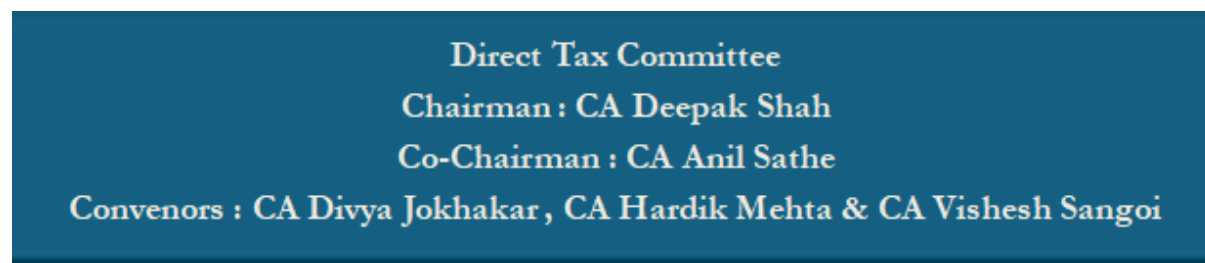 Direct Tax Committee
Chairman : CA Deepak Shah
Co-Chairman : CA Anil Sathe
Convenors : CA Divya Jokhakar, CA Hardik Mehta & CA Vishesh Sangoi